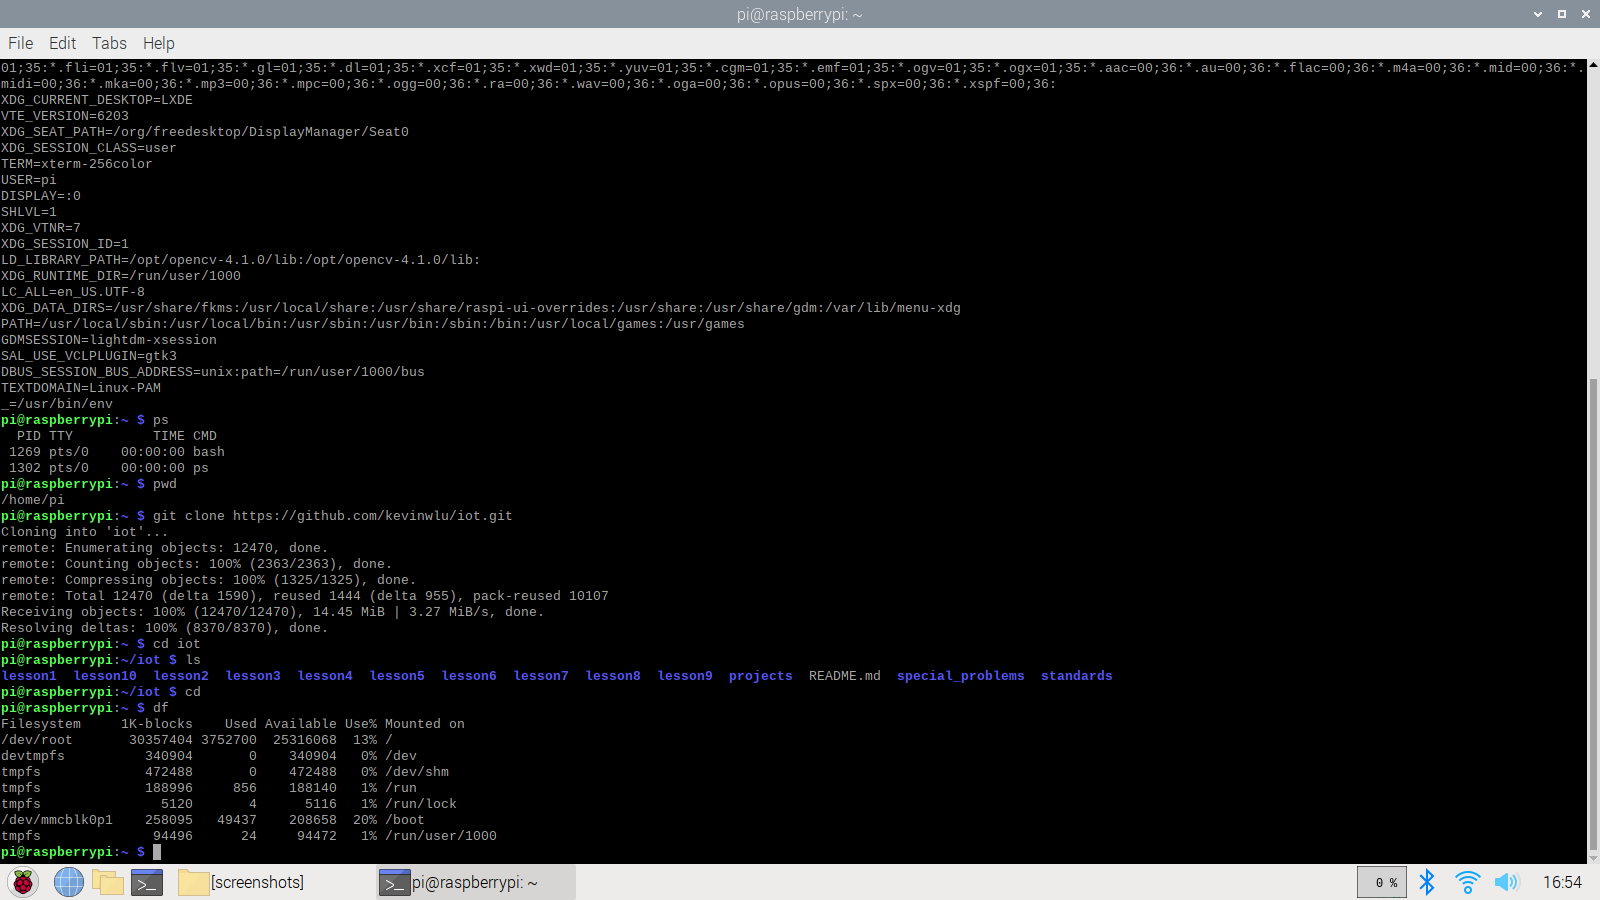 pi@raspberrypi: ~
File Edit Tabs Help
01;35:*.fli=01;35:*.flv=01;35:*.gl=01;35:*.dl=01;35:*.xcf=01;35:*.xwd=01;35:*.yuv=01;35:*.cgm=01;35:*.emf=01;35:*.ogv=01;35:*.ogx=01;35:*.aac=00;36:*.au=00;36:*.flac=00;36:*.m4a=00;36:*.mid=00;36:*.
midi=00;36:*.mka=00;36:*.mp3=00;36:*.mpc=00;36:*.ogg=00;36:*.ra=00;36:*.wav=00;36:*.oga=00;36:*.opus=00;36:*.spx=00;36:*.xspf=00;36:
XDG_CURRENT_DESKTOP=LXDE
VTE_VERSION=6203
XDG_SEAT_PATH=/org/freedesktop/DisplayManager/Seat0
XDG_SESSION_CLASS=user
TERM=xterm-256color
USER=pi
DISPLAY=:0
SHLVL=1
XDG_VTNR=7
XDG_SESSION_ID=1
LD_LIBRARY_PATH=/opt/opencv-4.1.0/lib:/opt/opencv-4.1.0/lib:
XDG_RUNTIME_DIR=/run/user/1000
LC_ALL=en_US.UTF-8
XDG_DATA_DIRS=/usr/share/fkms:/usr/local/share:/usr/share/raspi-ui-overrides:/usr/share:/usr/share/gdm:/var/lib/menu-xdg
PATH=/usr/local/sbin:/usr/local/bin:/usr/sbin:/usr/bin:/sbin:/bin:/usr/local/games:/usr/games
GDMSESSION=lightdm-xsession
SAL_USE_VCLPLUGIN=gtk3
DBUS_SESSION_BUS_ADDRESS=unix:path=/run/user/1000/bus
TEXTDOMAIN=Linux-PAM
_=/usr/bin/env
pi@raspberrypi:~ $ ps
PID TTY TIME CMD
1269 pts/0 00:00:00 bash
1302 pts/0 00:00:00 ps
pi@raspberrypi:~ $ pwd
/home/pi
pi@raspberrypi:~ $ git clone https://github.com/kevinwlu/iot.git
Cloning into 'iot'...
remote: Enumerating objects: 12470, done.
remote: Counting objects: 100% (2363/2363), done.
remote: Compressing objects: 100% (1325/1325), done.
remote: Total 12470 (delta 1590), reused 1444 (delta 955), pack-reused 10107
Receiving objects: 100% (12470/12470), 14.45 MiB | 3.27 MiB/s, done.
Resolving deltas: 100% (8370/8370), done.
pi@raspberrypi:~ $ cd iot
pi@raspberrypi:~/iot $ ls
lesson1 lesson10 lesson2 lesson3 lesson4 lesson5 lesson6 lesson7 lesson8 lesson9 projects README.md special_problems standards
pi@raspberrypi:~/iot $ cd
pi@raspberrypi:~ $ df
Filesystem 1K-blocks Used Available Use% Mounted on
/dev/root 30357404 3752700 25316068 13% /
devtmpfs 340904 0 340904 0% /dev
tmpfs 472488 0 472488 0% /dev/shm
tmpfs 188996 856 188140 1% /run
tmpfs 5120 4 5116 1% /run/lock
/dev/mmcblk0p1 258095 49437 208658 20% /boot
tmpfs 94496 24 94472 1% /run/user/1000
pi@raspberrypi:~ $
[screenshots] pi@raspberrypi: ~ 0 % 16:54